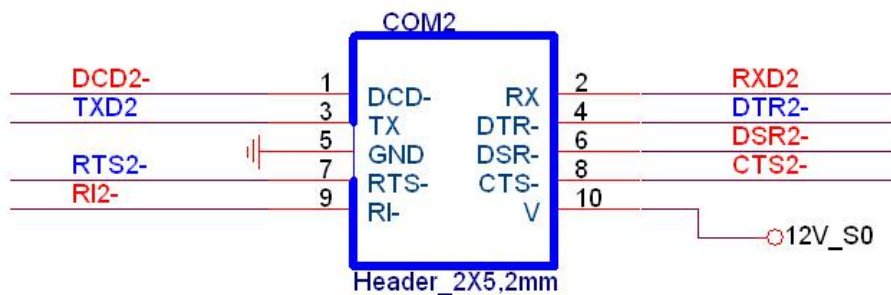 COM2
DCD2- 1 DCD- RX 2 RXD2
TXD2 3 TX DTR- 4 DTR2-
5 GND DSR- 6 DSR2-
RTS2- 7 RTS- CTS- 8 CTS2-
RI2- 9 RI- V 10
12V_S0
Header_2X5,2mm